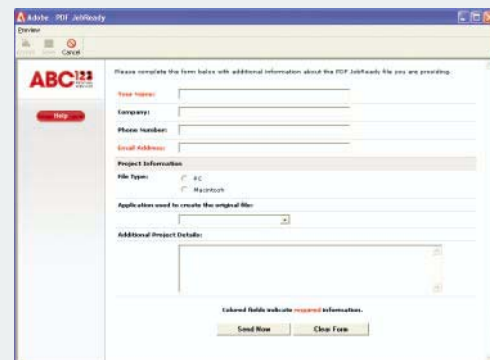 Adobe PDF JobReady
Preview
Cancel
ABC123
Please complete the form below with additional information about the PDF JobReady file you are providing.
Help
Your Name:
Company:
Phone Number:
Email Address:
Project Information
File Type:
PC
Macintosh
Application used to create the original file:
Additional Project Details:
Colored fields indicate required information.
Send Now
Clear Form